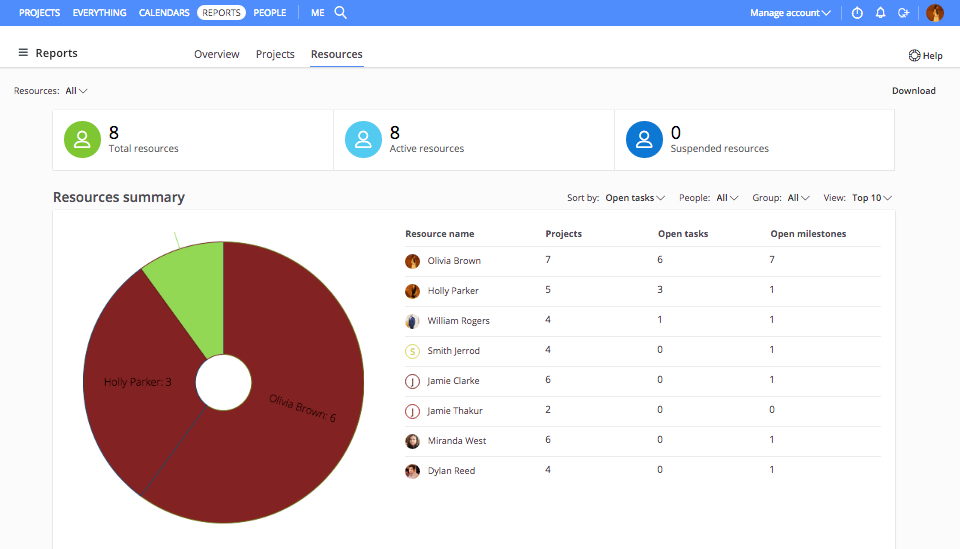 PROJECTS EVERYTHING CALENDARS REPORTS PEOPLE ME Manage account
Reports Overview Projects Resources Help
Resources: All Download
8 8 0
Total resources Active resources Suspended resources
Resources summary Sort by: Open tasks People: All Group: All View: Top 10
Resource name Projects Open tasks Open milestones
Olivia Brown 7 6 7
Holly Parker 5 3 1
William Rogers 4 1 1
S Smith Jerrod 4 0 1
J Jamie Clarke 6 0 1
J Jamie Thakur 2 0 0
Miranda West 6 0 1
Dylan Reed 4 0 1
Holly Parker: 3
Olivia Brown: 6